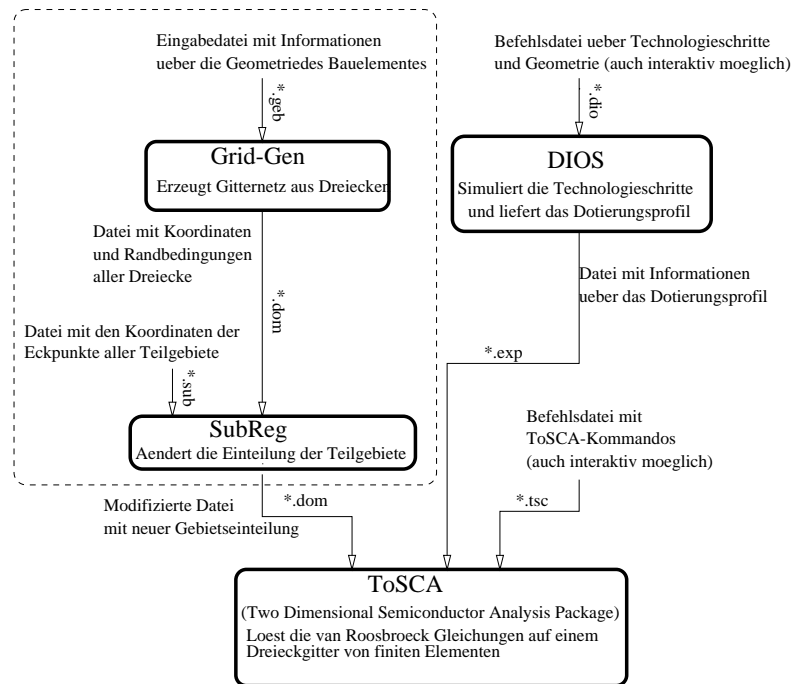 Eingabedatei mit Informationen
ueber die Geometriedes Bauelementes
*.geb
Grid-Gen
Erzeugt Gitternetz aus Dreiecken
Datei mit Koordinaten
und Randbedingungen
aller Dreiecke
*.dom
Datei mit den Koordinaten der
Eckpunkte aller Teilgebiete
*.sub
SubReg
Aendert die Einteilung der Teilgebiete
Modifizierte Datei
mit neuer Gebietseinteilung
*.dom
Befehlsdatei ueber Technologieschritte
und Geometrie (auch interaktiv moeglich)
*.dio
DIOS
Simuliert die Technologieschritte
und liefert das Dotierungsprofil
Datei mit Informationen
ueber das Dotierungsprofil
*.exp
Befehlsdatei mit
ToSCA-Kommandos
(auch interaktiv moeglich)
*.tsc
ToSCA
(Two Dimensional Semiconductor Analysis Package)
Loest die van Roosbroeck Gleichungen auf einem
Dreieckgitter von finiten Elementen